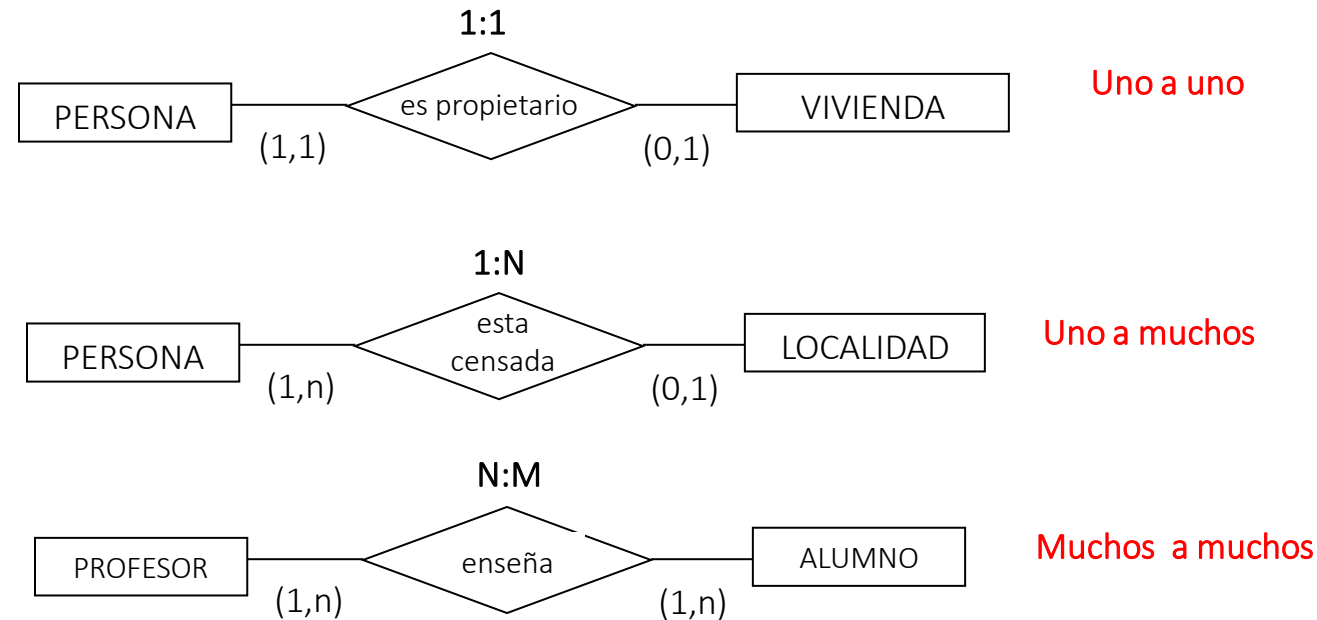 1:1
PERSONA
es propietario
VIVIENDA
Uno a uno
(1,1)
(0,1)
1:N
PERSONA
esta
censada
LOCALIDAD
Uno a muchos
(1,n)
(0,1)
N:M
PROFESOR
enseña
ALUMNO
Muchos a muchos
(1,n)
(1,n)